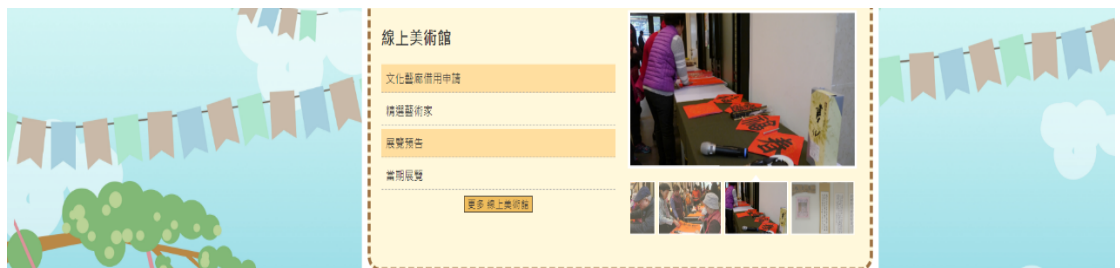 線上美術館
文化藝廊借用申請
精選藝術家
展覽預告
當期展覽
更多 線上美術館